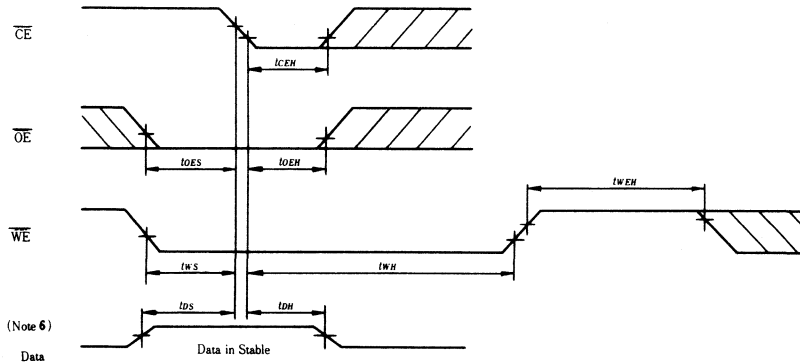 CE
tCEH
OE
tOES
tOEH
tWEH
WE
tWS
tWH
(Note 6)
tDS
tDH
Data
Data in Stable